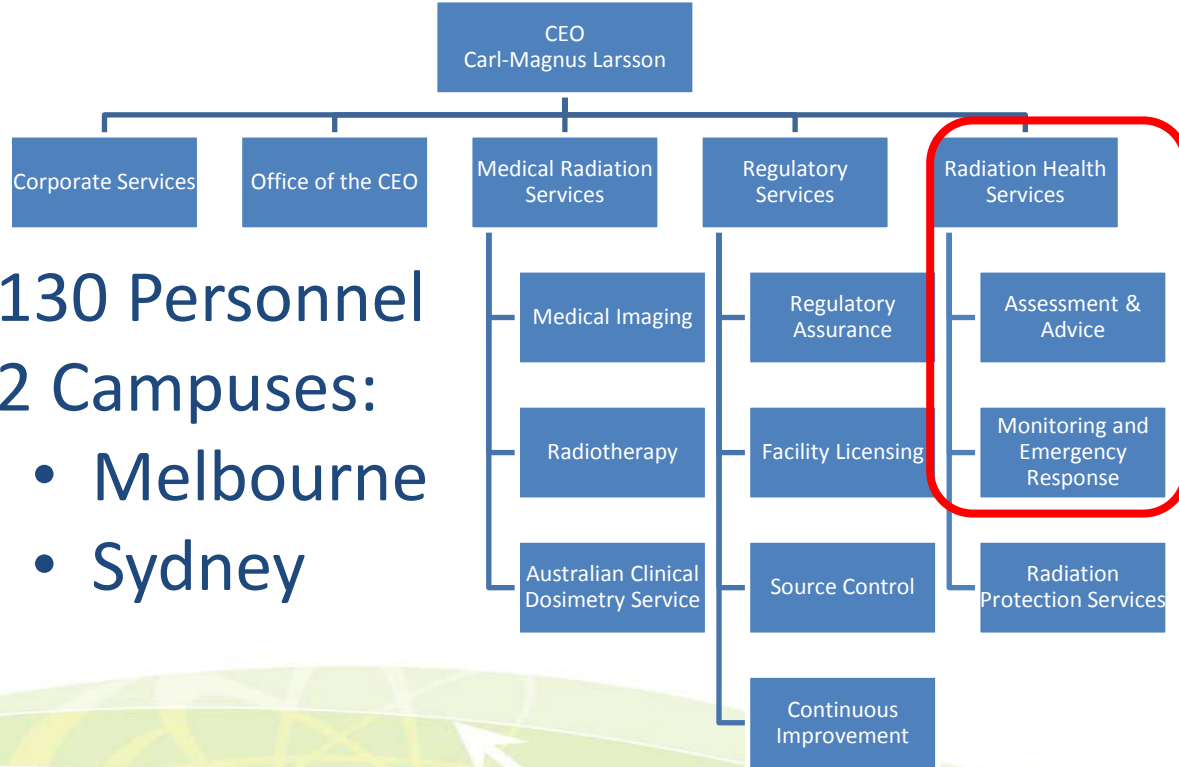 CEO
Carl-Magnus Larsson
Corporate Services
Office of the CEO
Medical Radiation
Services
Regulatory
Services
Radiation Health
Services
130 Personnel
2 Campuses:
• Melbourne
• Sydney
Medical Imaging
Radiotherapy
Australian Clinical
Dosimetry Service
Regulatory
Assurance
Facility Licensing
Source Control
Continuous
Improvement
Assessment &
Advice
Monitoring and
Emergency
Response
Radiation
Protection Services